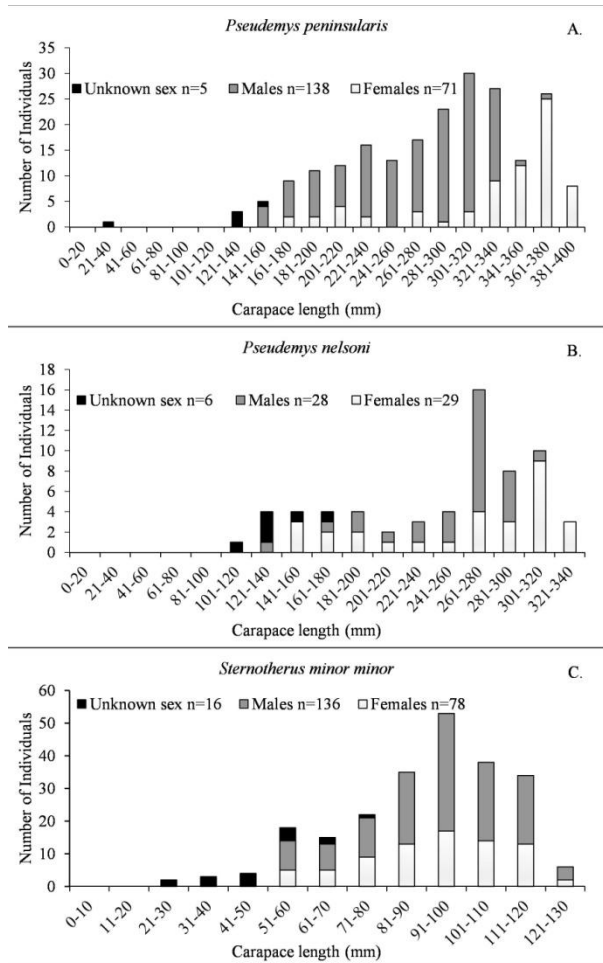 Pseudemys peninsularis
A.
Number of Individuals
35
30
25
20
15
10
5
0
Unknown sex n=5 Males n=138 Females n=71
0-20 21-40 41-60 61-80 81-100 101-120 121-140 141-160 161-180 181-200 201-220 221-240 241-260 261-280 281-300 301-320 321-340 341-360 361-380 381-400
Carapace length (mm)
Pseudemys nelsoni
B.
Number of Individuals
18
16
14
12
10
8
6
4
2
0
Unknown sex n=6 Males n=28 Females n=29
0-20 21-40 41-60 61-80 81-100 101-120 121-140 141-160 161-180 181-200 201-220 221-240 241-260 261-280 281-300 301-320 321-340
Carapace length (mm)
Sternotherus minor minor
C.
Number of Individuals
60
50
40
30
20
10
0
Unknown sex n=16 Males n=136 Females n=78
0-10 11-20 21-30 31-40 41-50 51-60 61-70 71-80 81-90 91-100 101-110 111-120 121-130
Carapace length (mm)